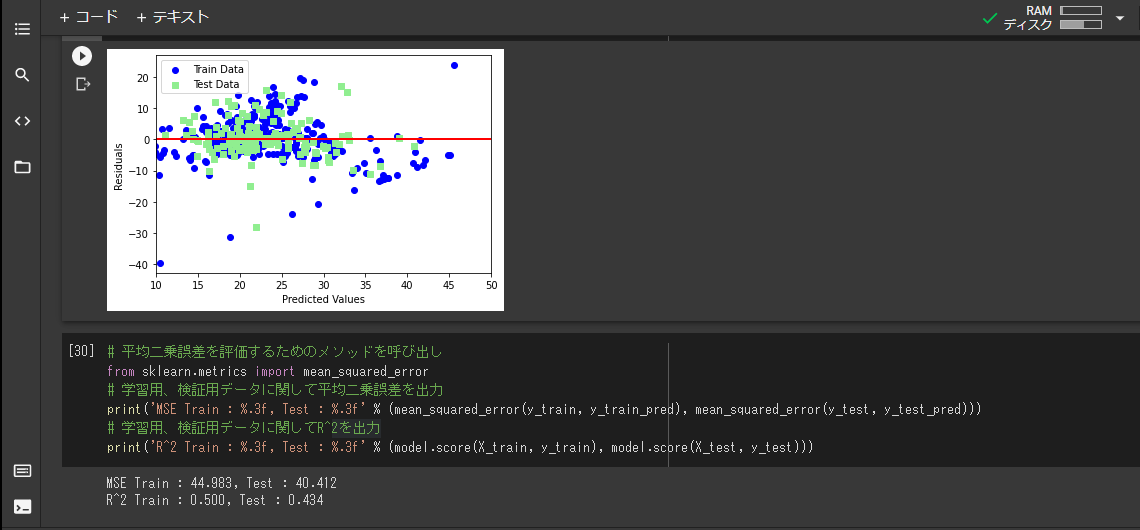 + コード + テキスト
RAM
ディスク
Train Data
Test Data
20
10
0
−10
−20
−30
−40
Residuals
10 15 20 25 30 35 40 45 50
Predicted Values
[30] # 平均二乗誤差を評価するためのメソッドを呼び出し
from sklearn.metrics import mean_squared_error
# 学習用、検証用データに関して平均二乗誤差を出力
print('MSE Train : %.3f, Test : %.3f' % (mean_squared_error(y_train, y_train_pred), mean_squared_error(y_test, y_test_pred)))
# 学習用、検証用データに関してR^2を出力
print('R^2 Train : %.3f, Test : %.3f' % (model.score(X_train, y_train), model.score(X_test, y_test)))
MSE Train : 44.983, Test : 40.412
R^2 Train : 0.500, Test : 0.434